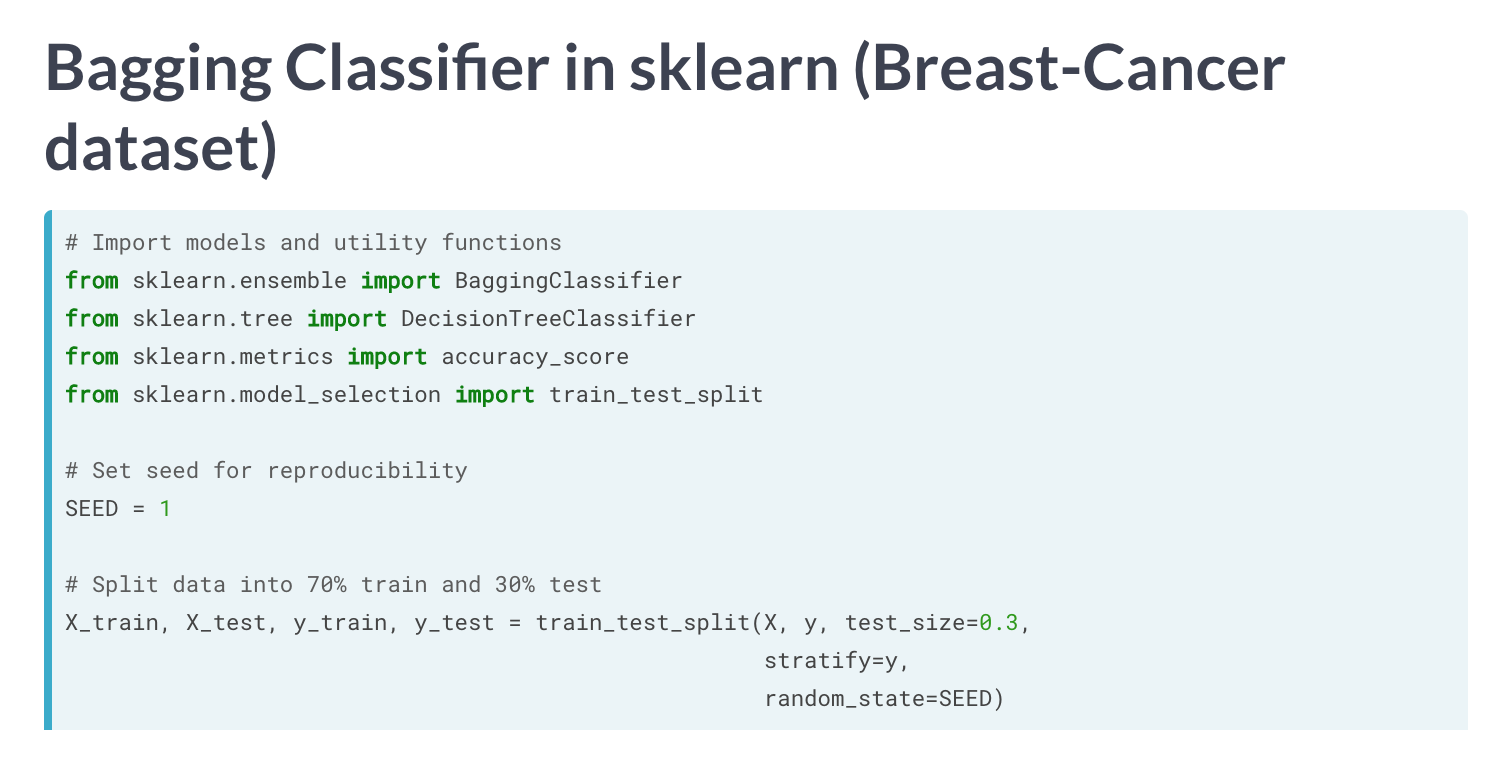 Bagging Classifier in sklearn (Breast-Cancer
dataset)
# Import models and utility functions
from sklearn.ensemble import BaggingClassifier
from sklearn.tree import DecisionTreeClassifier
from sklearn.metrics import accuracy_score
from sklearn.model_selection import train_test_split
# Set seed for reproducibility
SEED = 1
# Split data into 70% train and 30% test
X_train, X_test, y_train, y_test = train_test_split(X, y, test_size=0.3,
stratify=y,
random_state=SEED)